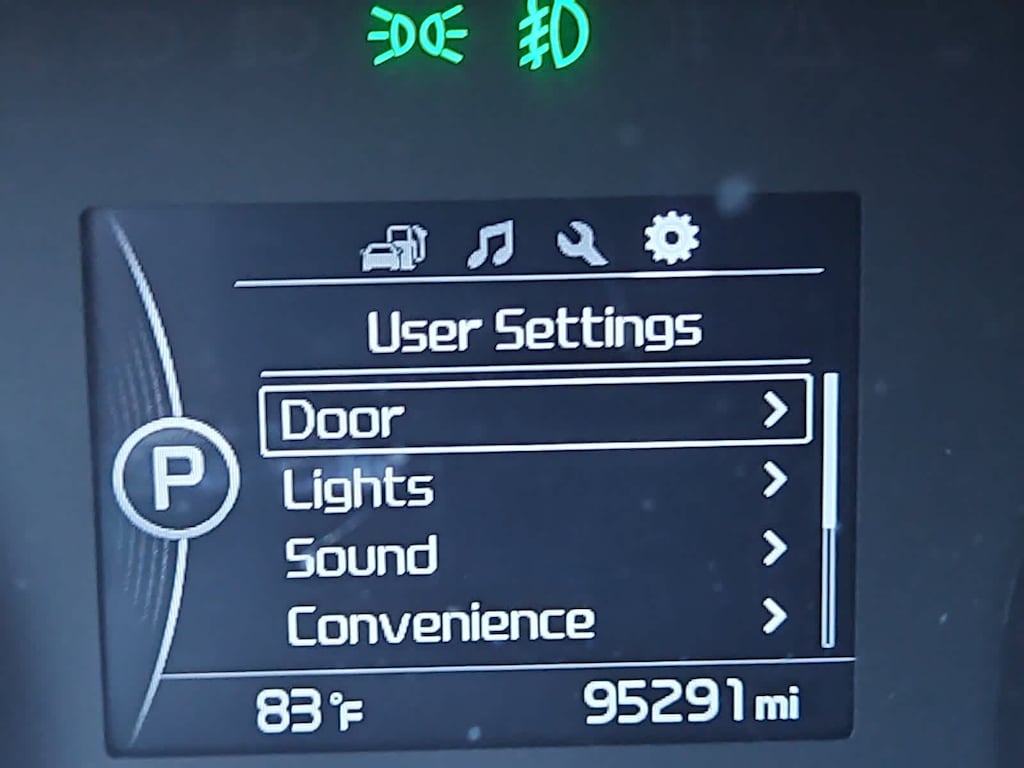 User Settings
Door
P
Lights
Sound
Convenience
83°F
95291 mi